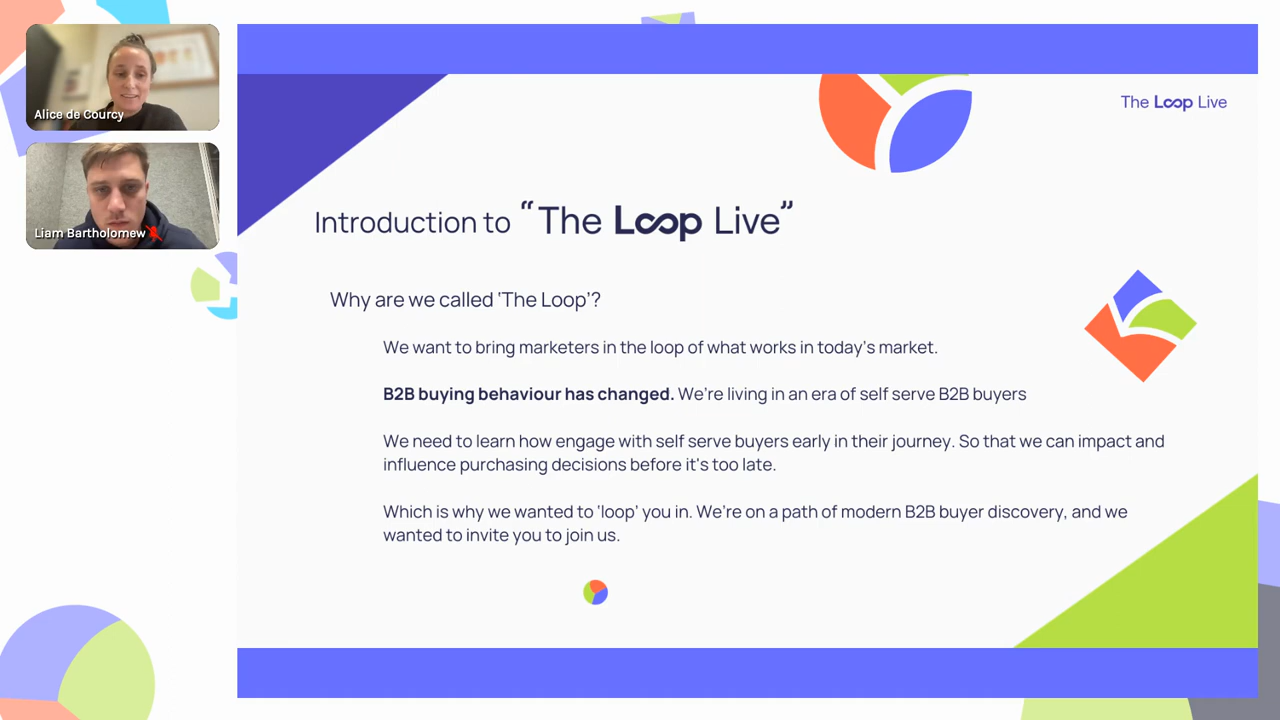 Alice de Courcy
Liam Bartholomew
The Loop Live
Introduction to “The Loop Live”
Why are we called ‘The Loop’?
We want to bring marketers in the loop of what works in today’s market.
B2B buying behaviour has changed. We’re living in an era of self serve B2B buyers
We need to learn how engage with self serve buyers early in their journey. So that we can impact and
influence purchasing decisions before it's too late.
Which is why we wanted to ‘loop’ you in. We’re on a path of modern B2B buyer discovery, and we
wanted to invite you to join us.